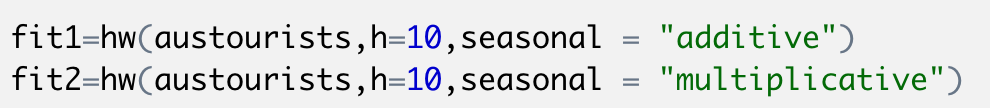 fit1=hw(austourists,h=10,seasonal = "additive")
fit2=hw(austourists,h=10,seasonal = "multiplicative")